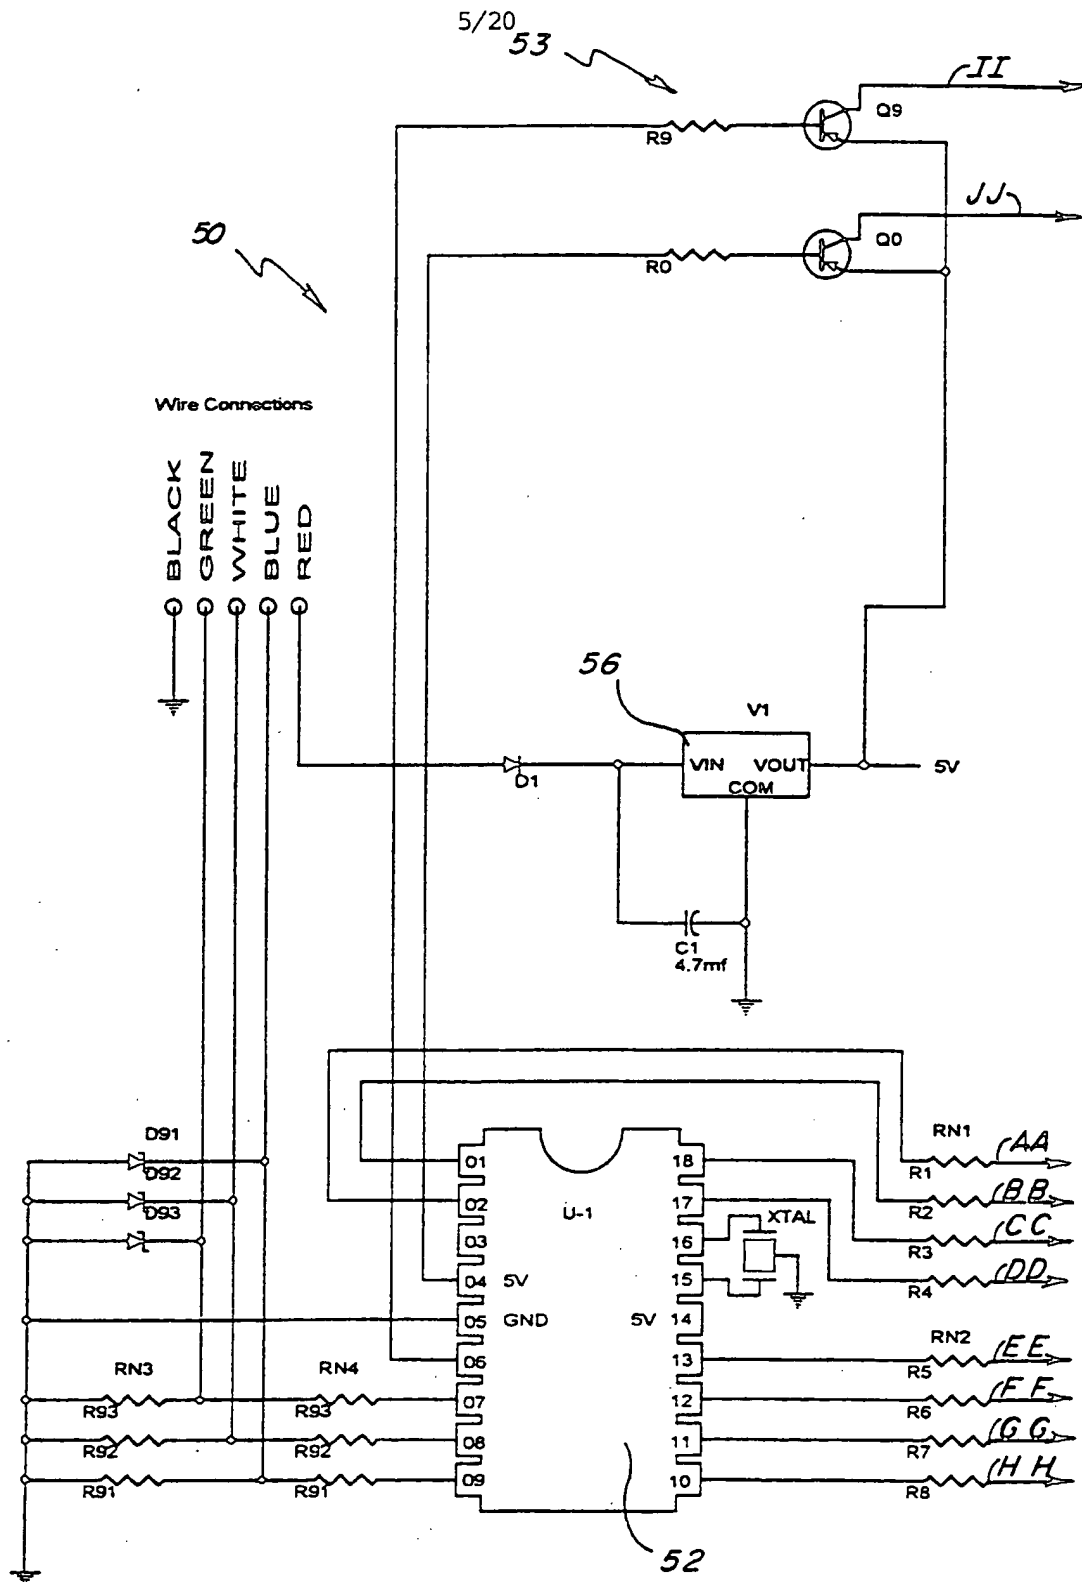 5/20
53
II
Q9
R9
JJ
50
Q0
R0
Wire Connections
BLACK
GREEN
WHITE
BLUE
RED
56
V1
VIN VOUT
COM
5V
D1
C1
4.7mf
D91
D92
D93
RN1
AA
R1
BB
R2
CC
R3
DD
R4
RN2
EE
R5
FF
R6
GG
R7
HH
R8
01
02
03
04 5V
05 GND
06
07
08
09
U-1
18
17
16
15
5V 14
13
12
11
10
XTAL
RN3
RN4
R93
R93
R92
R92
R91
R91
52